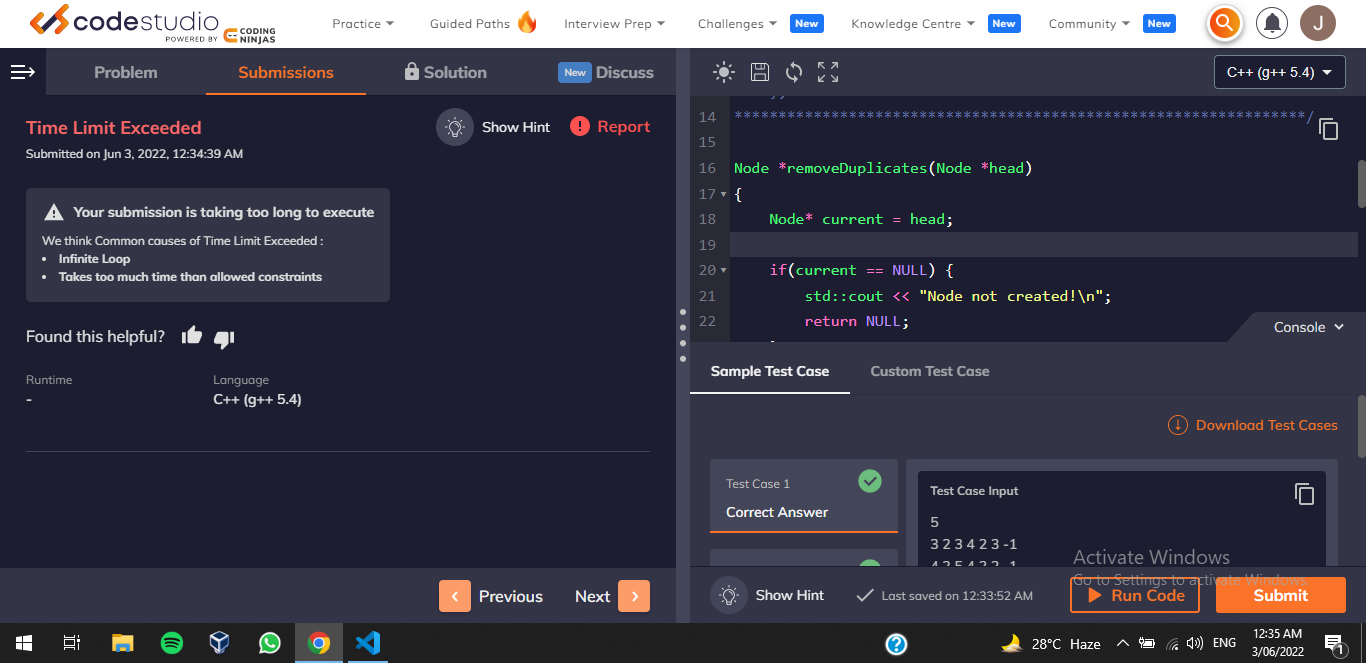 codestudio
POWERED BY CODING NINJAS
Practice
Guided Paths
Interview Prep
Challenges
New
Knowledge Centre
New
Community
New
J
Problem
Submissions
Solution
New Discuss
C++ (g++ 5.4)
Time Limit Exceeded
Submitted on Jun 3, 2022, 12:34:39 AM
Show Hint
Report
Your submission is taking too long to execute
We think Common causes of Time Limit Exceeded :
• Infinite Loop
• Takes too much time than allowed constraints
Found this helpful?
Runtime
-
Language
C++ (g++ 5.4)
Previous
Next
14 *****************************************************************/
15
16 Node *removeDuplicates(Node *head)
17 {
18 Node* current = head;
19
20 if(current == NULL) {
21 std::cout << "Node not created!\n";
22 return NULL;
Console
Sample Test Case
Custom Test Case
Download Test Cases
Test Case 1
Correct Answer
Test Case Input
5
3 2 3 4 2 3 -1
4 2 5 4 2 2 -1
Activate Windows
Go to Settings to activate Windows.
Show Hint
Last saved on 12:33:52 AM
Run Code
Submit
28°C Haze
ENG
12:35 AM
3/06/2022
1